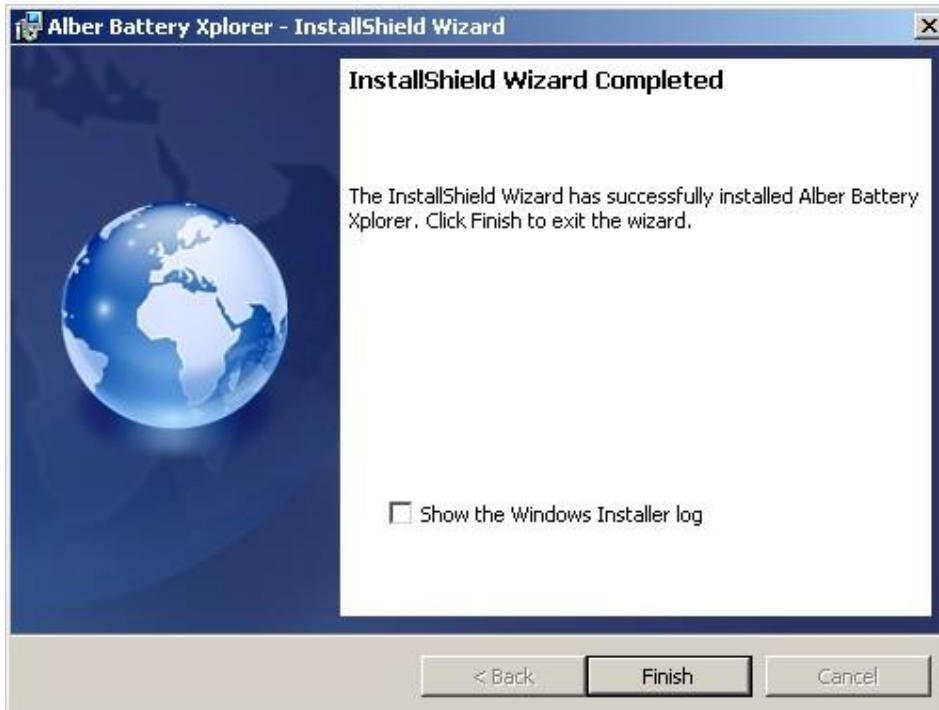 Alber Battery Xplorer - InstallShield Wizard
InstallShield Wizard Completed
The InstallShield Wizard has successfully installed Alber Battery
Xplorer. Click Finish to exit the wizard.
Show the Windows Installer log
< Back
Finish
Cancel